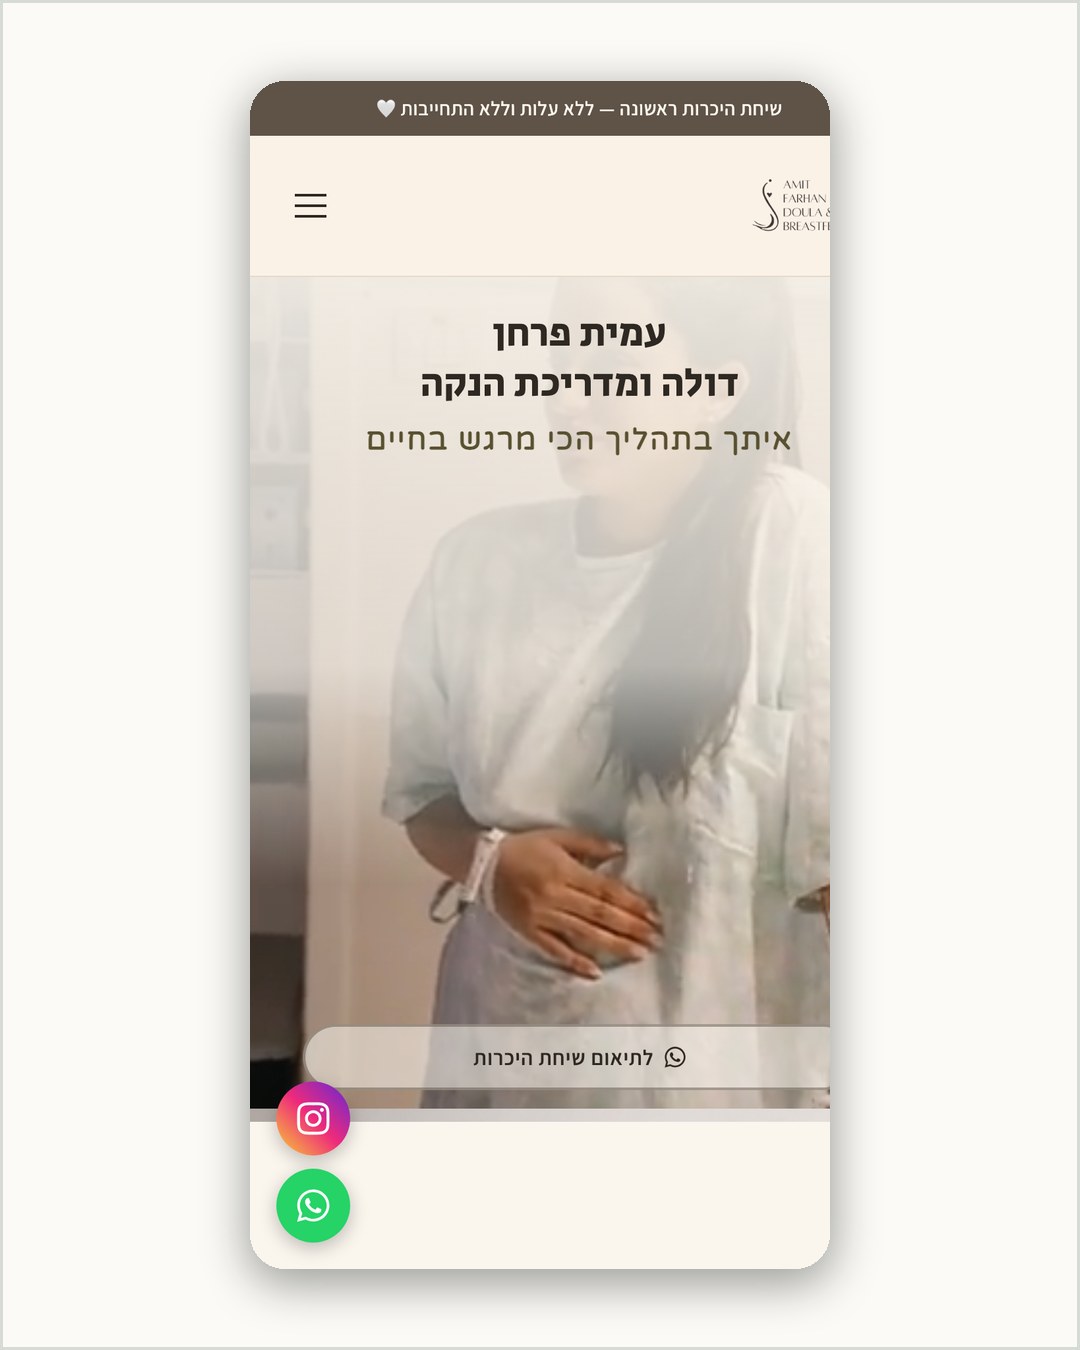 שיחת היכרות ראשונה — ללא עלות וללא התחייבות 🤍
AMIT
FARHAN
DOULA &
עמית פרחן
דולה ומדריכת הנקה
איתך בתהליך הכי מרגש בחיים
לתיאום שיחת היכרות